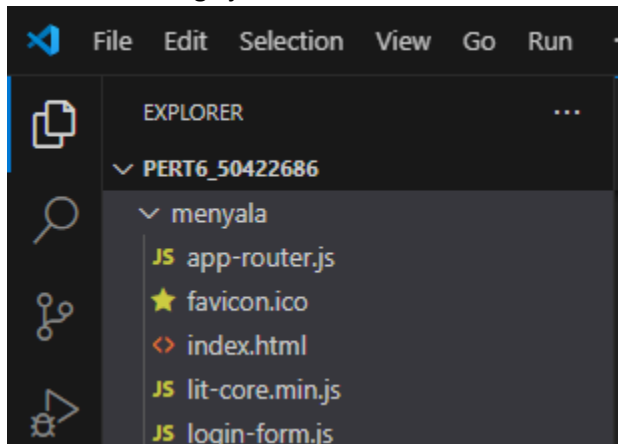 File Edit Selection View Go Run
EXPLORER ...
PERT6_50422686
menyala
JS app-router.js
favicon.ico
<> index.html
JS lit-core.min.js
JS login-form.js